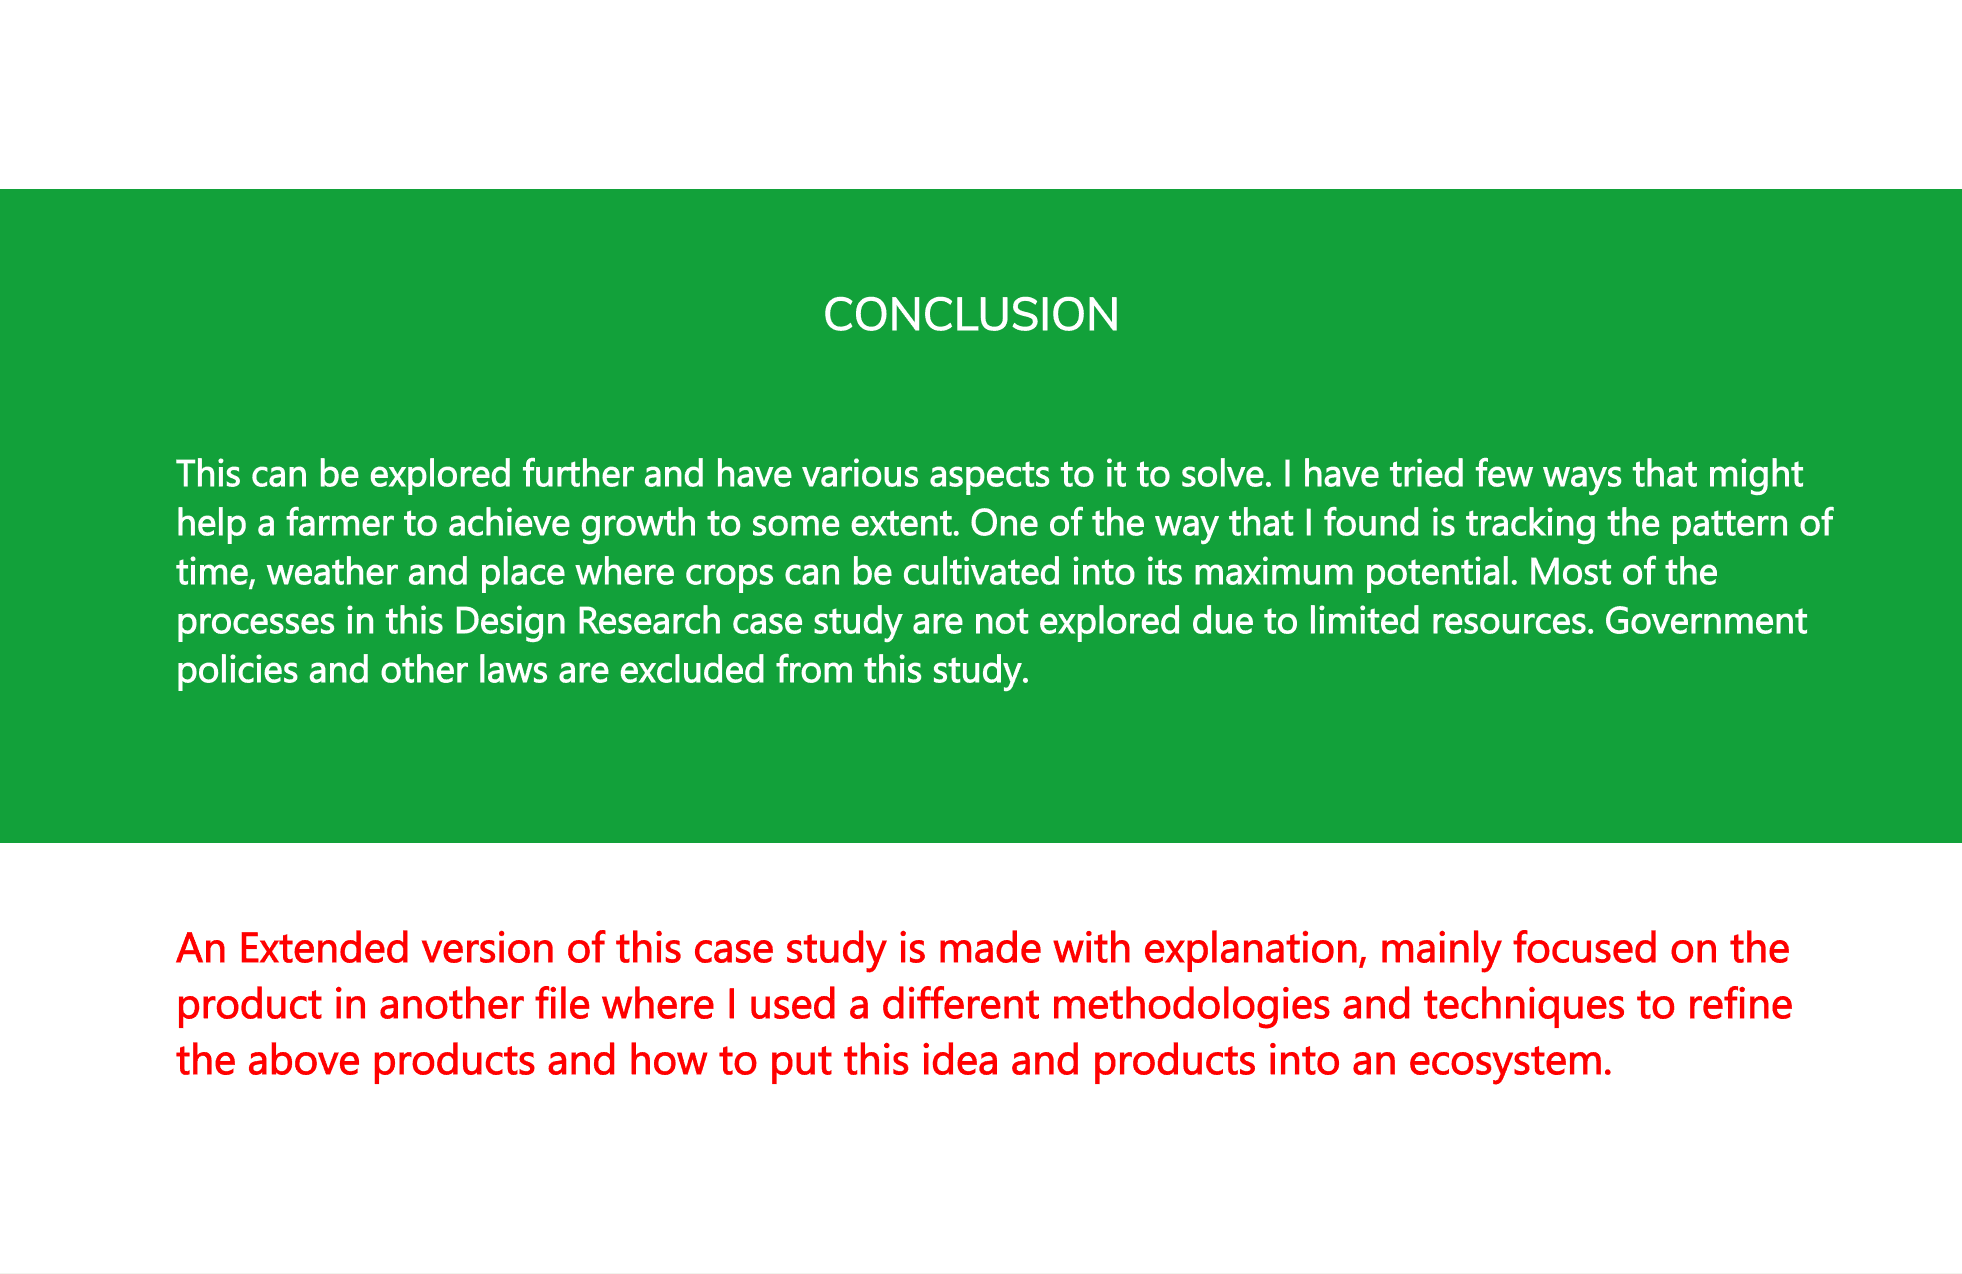 CONCLUSION
This can be explored further and have various aspects to it to solve. I have tried few ways that might
help a farmer to achieve growth to some extent. One of the way that I found is tracking the pattern of
time, weather and place where crops can be cultivated into its maximum potential. Most of the
processes in this Design Research case study are not explored due to limited resources. Government
policies and other laws are excluded from this study.
An Extended version of this case study is made with explanation, mainly focused on the
product in another file where I used a different methodologies and techniques to refine
the above products and how to put this idea and products into an ecosystem.